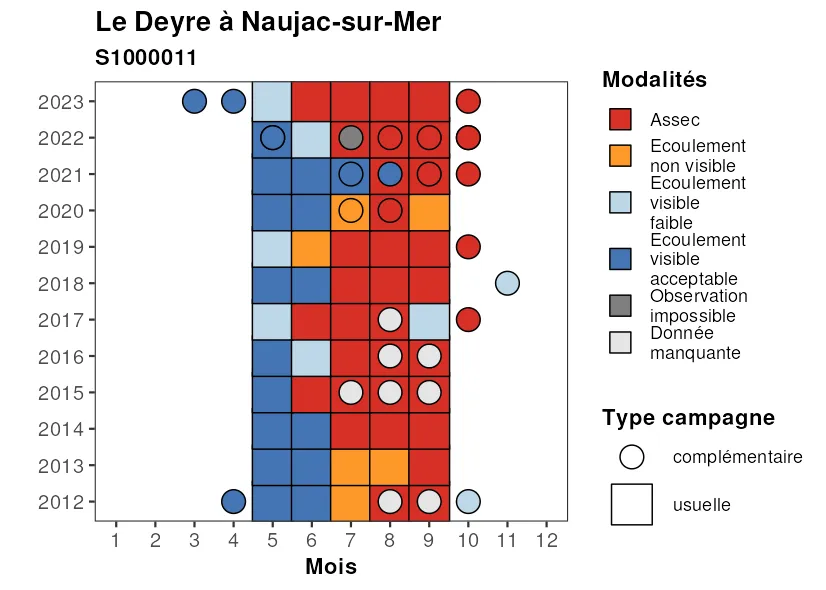 Le Deyre à Naujac-sur-Mer
S1000011
2023
2022
2021
2020
2019
2018
2017
2016
2015
2014
2013
2012
1 2 3 4 5 6 7 8 9 10 11 12
Mois
Modalités
Assec
Ecoulement
non visible
Ecoulement
visible
faible
Ecoulement
visible
acceptable
Observation
impossible
Donnée
manquante
Type campagne
complémentaire
usuelle